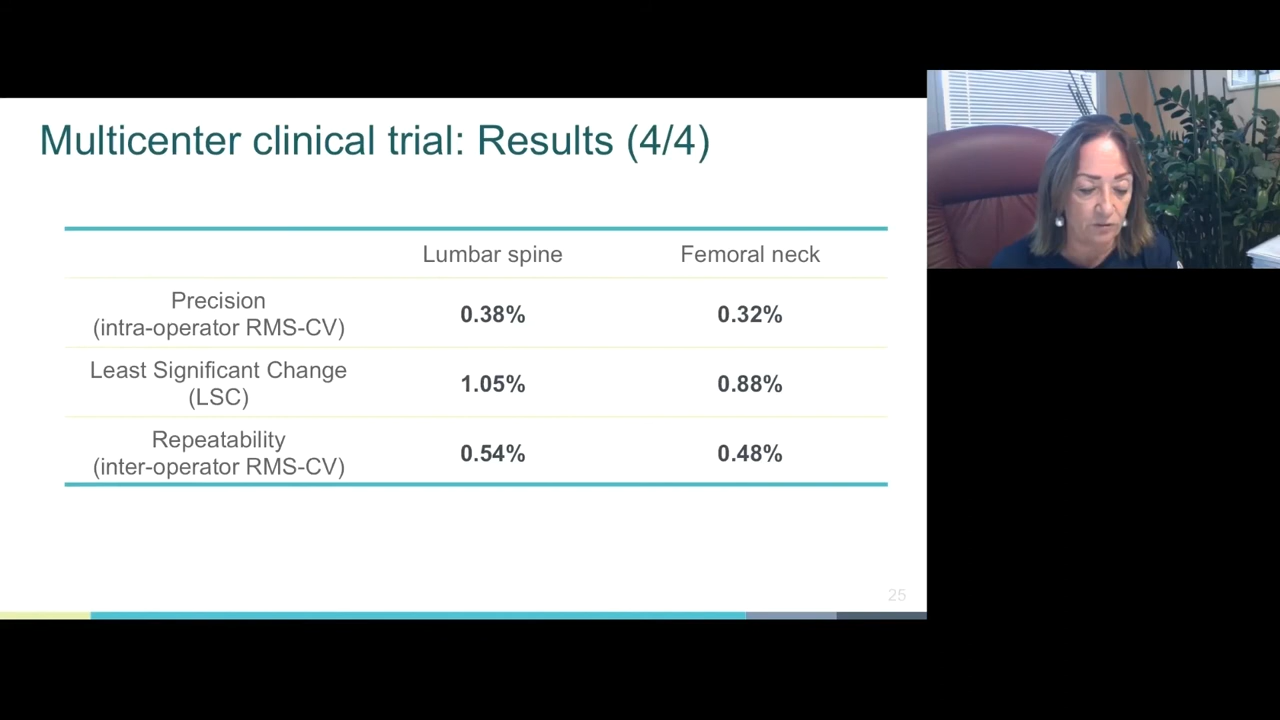 Multicenter clinical trial: Results (4/4)
Lumbar spine Femoral neck
Precision
(intra-operator RMS-CV) 0.38% 0.32%
Least Significant Change
(LSC) 1.05% 0.88%
Repeatability
(inter-operator RMS-CV) 0.54% 0.48%
25